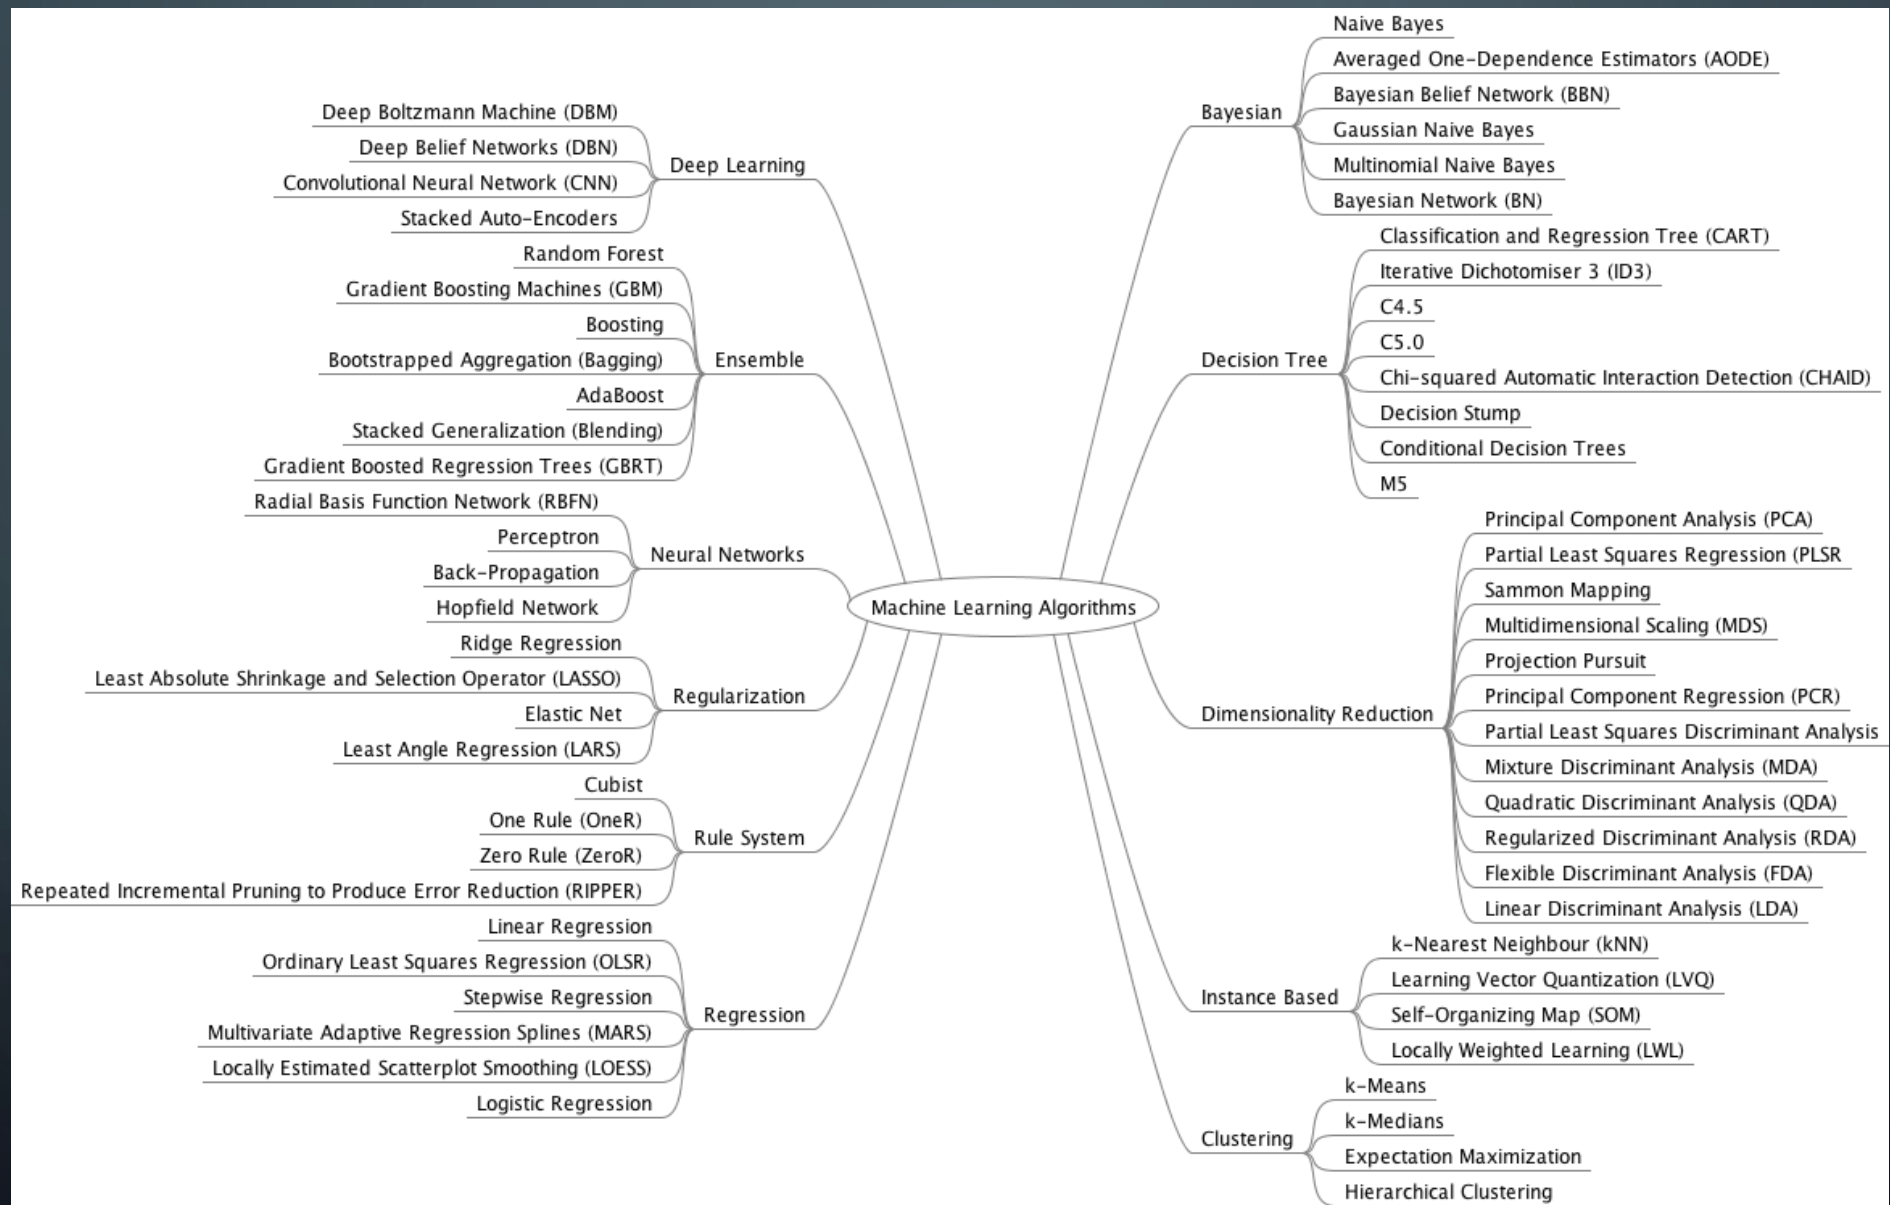 Machine Learning Algorithms
Deep Learning
Deep Boltzmann Machine (DBM)
Deep Belief Networks (DBN)
Convolutional Neural Network (CNN)
Stacked Auto-Encoders
Ensemble
Random Forest
Gradient Boosting Machines (GBM)
Boosting
Bootstrapped Aggregation (Bagging)
AdaBoost
Stacked Generalization (Blending)
Gradient Boosted Regression Trees (GBRT)
Neural Networks
Radial Basis Function Network (RBFN)
Perceptron
Back-Propagation
Hopfield Network
Regularization
Ridge Regression
Least Absolute Shrinkage and Selection Operator (LASSO)
Elastic Net
Least Angle Regression (LARS)
Rule System
Cubist
One Rule (OneR)
Zero Rule (ZeroR)
Repeated Incremental Pruning to Produce Error Reduction (RIPPER)
Regression
Linear Regression
Ordinary Least Squares Regression (OLSR)
Stepwise Regression
Multivariate Adaptive Regression Splines (MARS)
Locally Estimated Scatterplot Smoothing (LOESS)
Logistic Regression
Bayesian
Naive Bayes
Averaged One-Dependence Estimators (AODE)
Bayesian Belief Network (BBN)
Gaussian Naive Bayes
Multinomial Naive Bayes
Bayesian Network (BN)
Decision Tree
Classification and Regression Tree (CART)
Iterative Dichotomiser 3 (ID3)
C4.5
C5.0
Chi-squared Automatic Interaction Detection (CHAID)
Decision Stump
Conditional Decision Trees
M5
Dimensionality Reduction
Principal Component Analysis (PCA)
Partial Least Squares Regression (PLSR
Sammon Mapping
Multidimensional Scaling (MDS)
Projection Pursuit
Principal Component Regression (PCR)
Partial Least Squares Discriminant Analysis
Mixture Discriminant Analysis (MDA)
Quadratic Discriminant Analysis (QDA)
Regularized Discriminant Analysis (RDA)
Flexible Discriminant Analysis (FDA)
Linear Discriminant Analysis (LDA)
Instance Based
k-Nearest Neighbour (kNN)
Learning Vector Quantization (LVQ)
Self-Organizing Map (SOM)
Locally Weighted Learning (LWL)
Clustering
k-Means
k-Medians
Expectation Maximization
Hierarchical Clustering